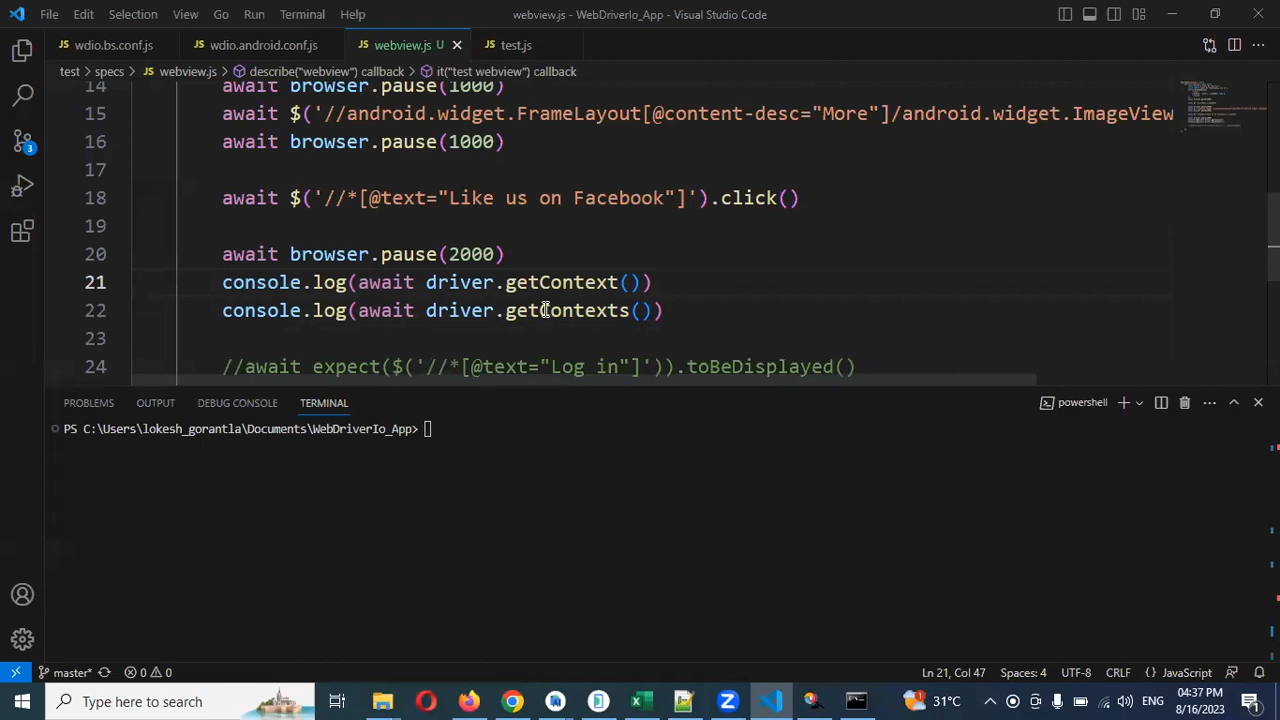 File Edit Selection View Go Run Terminal Help webview.js - WebDriverIo_App - Visual Studio Code
JS wdio.bs.conf.js JS wdio.android.conf.js JS webview.js U JS test.js
test > specs > JS webview.js > describe("webview") callback > it("test webview") callback
14 await browser.pause(1000)
15 await $('//android.widget.FrameLayout[@content-desc="More"]/android.widget.ImageView
16 await browser.pause(1000)
17
18 await $('//*[@text="Like us on Facebook"]').click()
19
20 await browser.pause(2000)
21 console.log(await driver.getContext())
22 console.log(await driver.getContexts())
23
24 //await expect($('//*[@text="Log in"]')).toBeDisplayed()
3
PROBLEMS OUTPUT DEBUG CONSOLE TERMINAL powershell
PS C:\Users\lokesh_gorantla\Documents\WebDriverIo_App>
master* 0 0 Ln 21, Col 47 Spaces: 4 UTF-8 CRLF {} JavaScript
Type here to search 31°C ENG 04:37 PM
8/16/2023